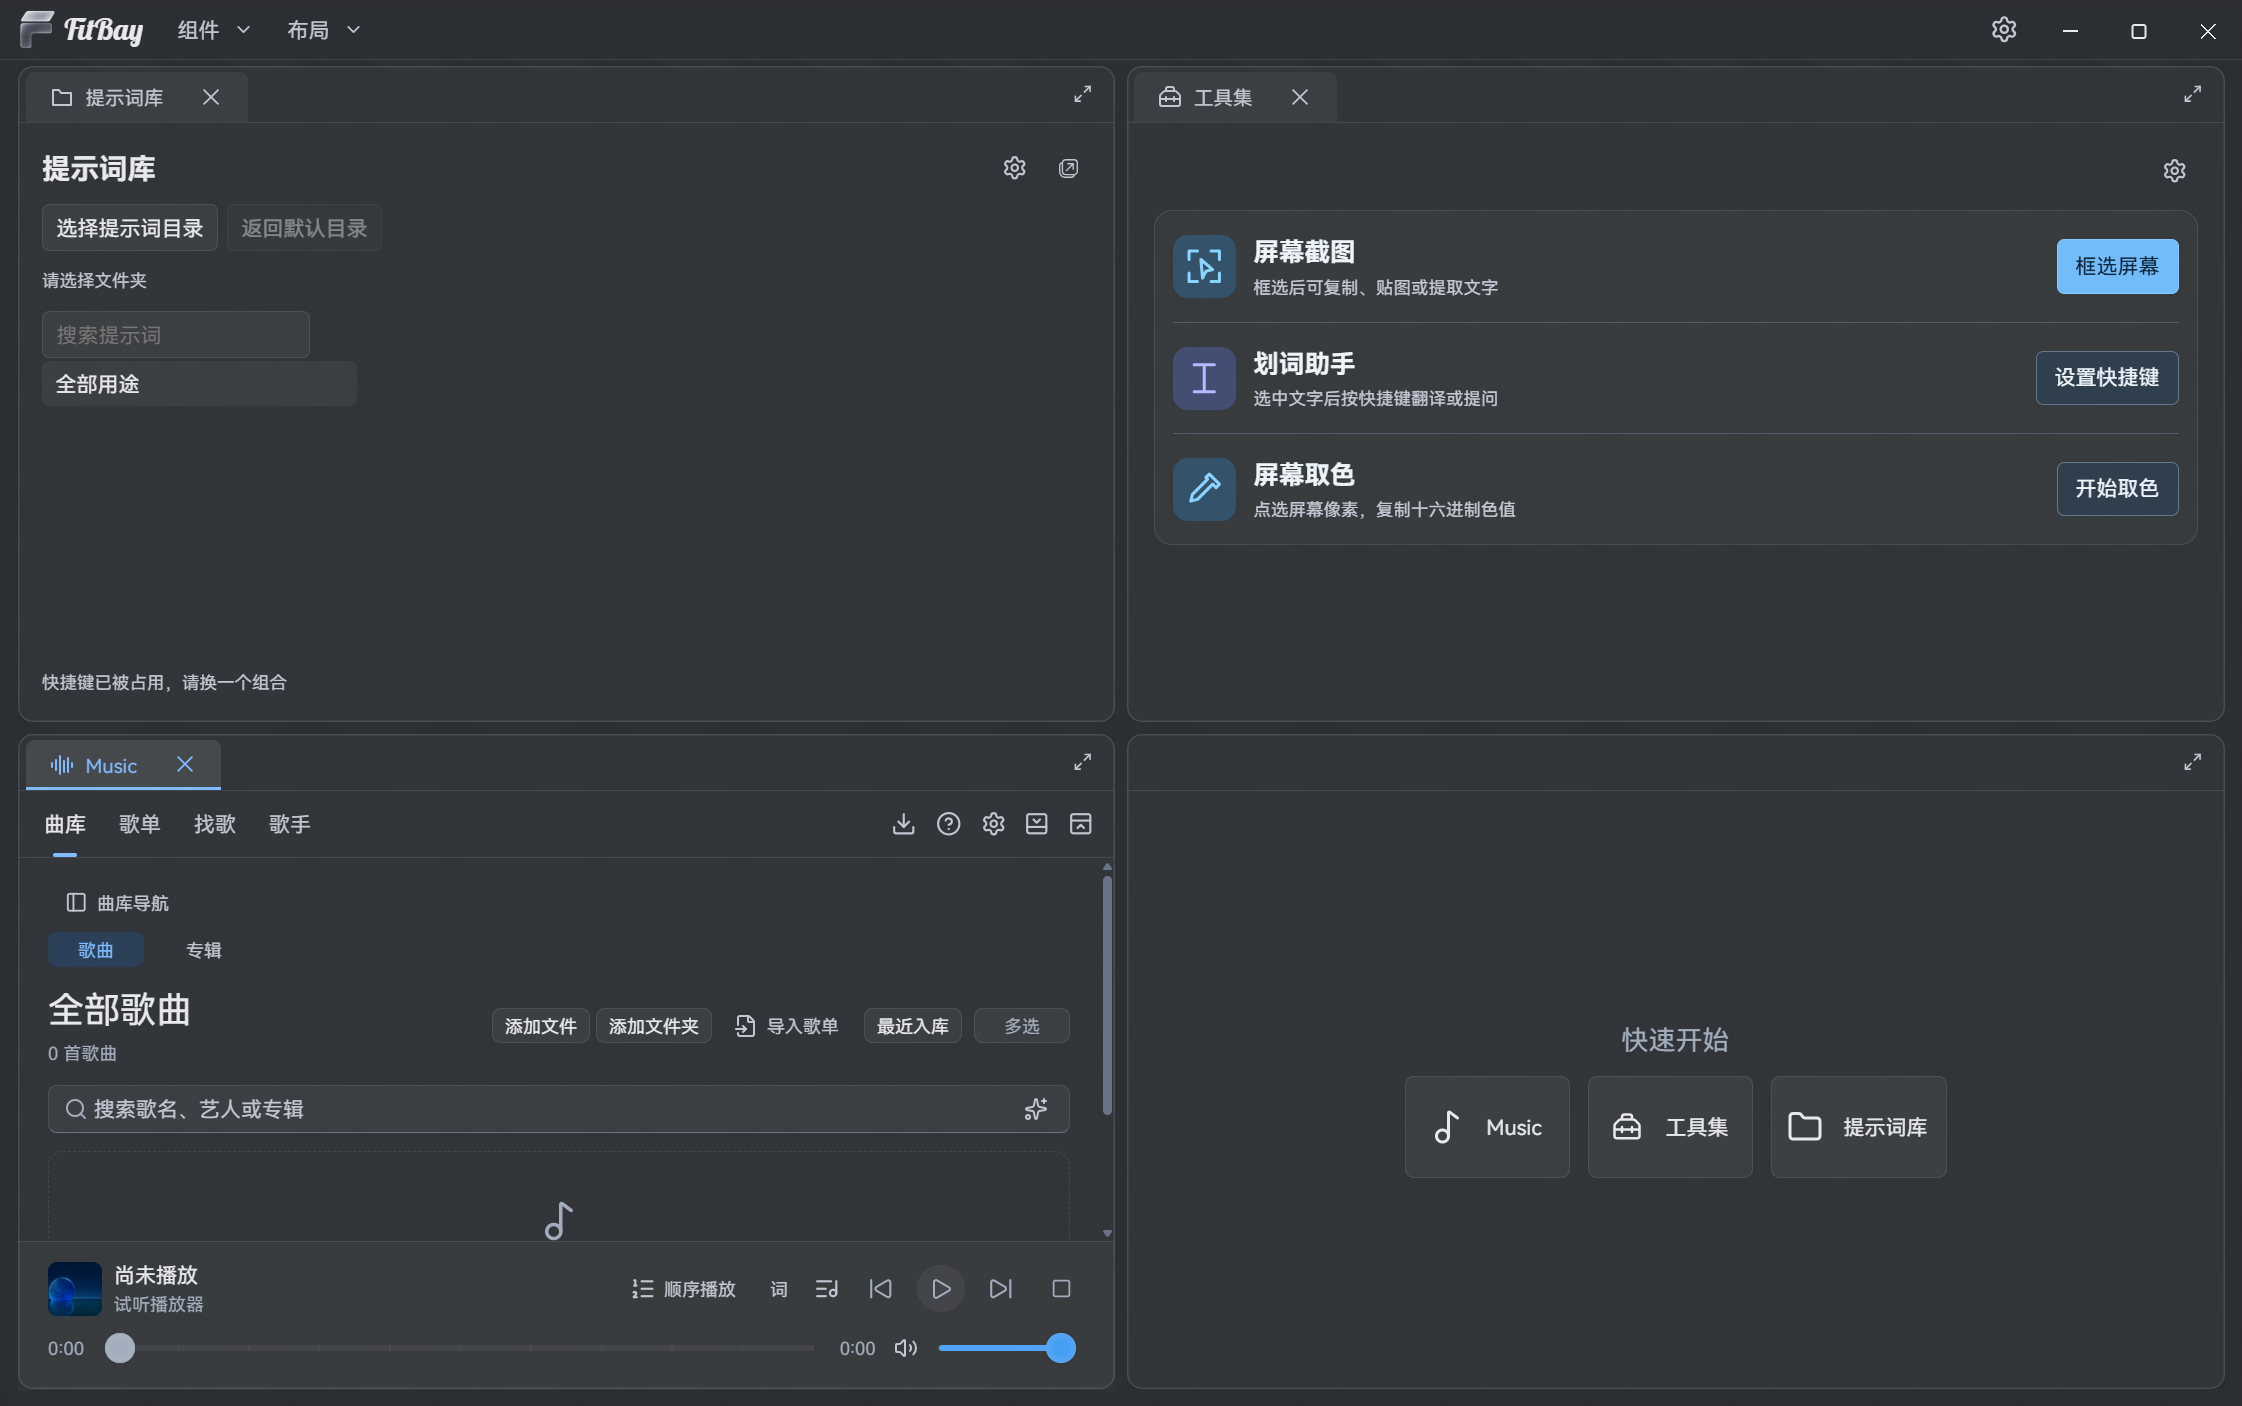 FitBay 组件 布局
提示词库
提示词库
选择提示词目录 返回默认目录
请选择文件夹
搜索提示词
全部用途
快捷键已被占用，请换一个组合
工具集
屏幕截图
框选后可复制、贴图或提取文字
框选屏幕
划词助手
选中文字后按快捷键翻译或提问
设置快捷键
屏幕取色
点选屏幕像素，复制十六进制色值
开始取色
Music
曲库 歌单 找歌 歌手
曲库导航
歌曲 专辑
全部歌曲
0 首歌曲
添加文件 添加文件夹 导入歌单 最近入库 多选
搜索歌名、艺人或专辑
尚未播放
试听播放器
顺序播放 词
0:00 0:00
快速开始
Music 工具集 提示词库